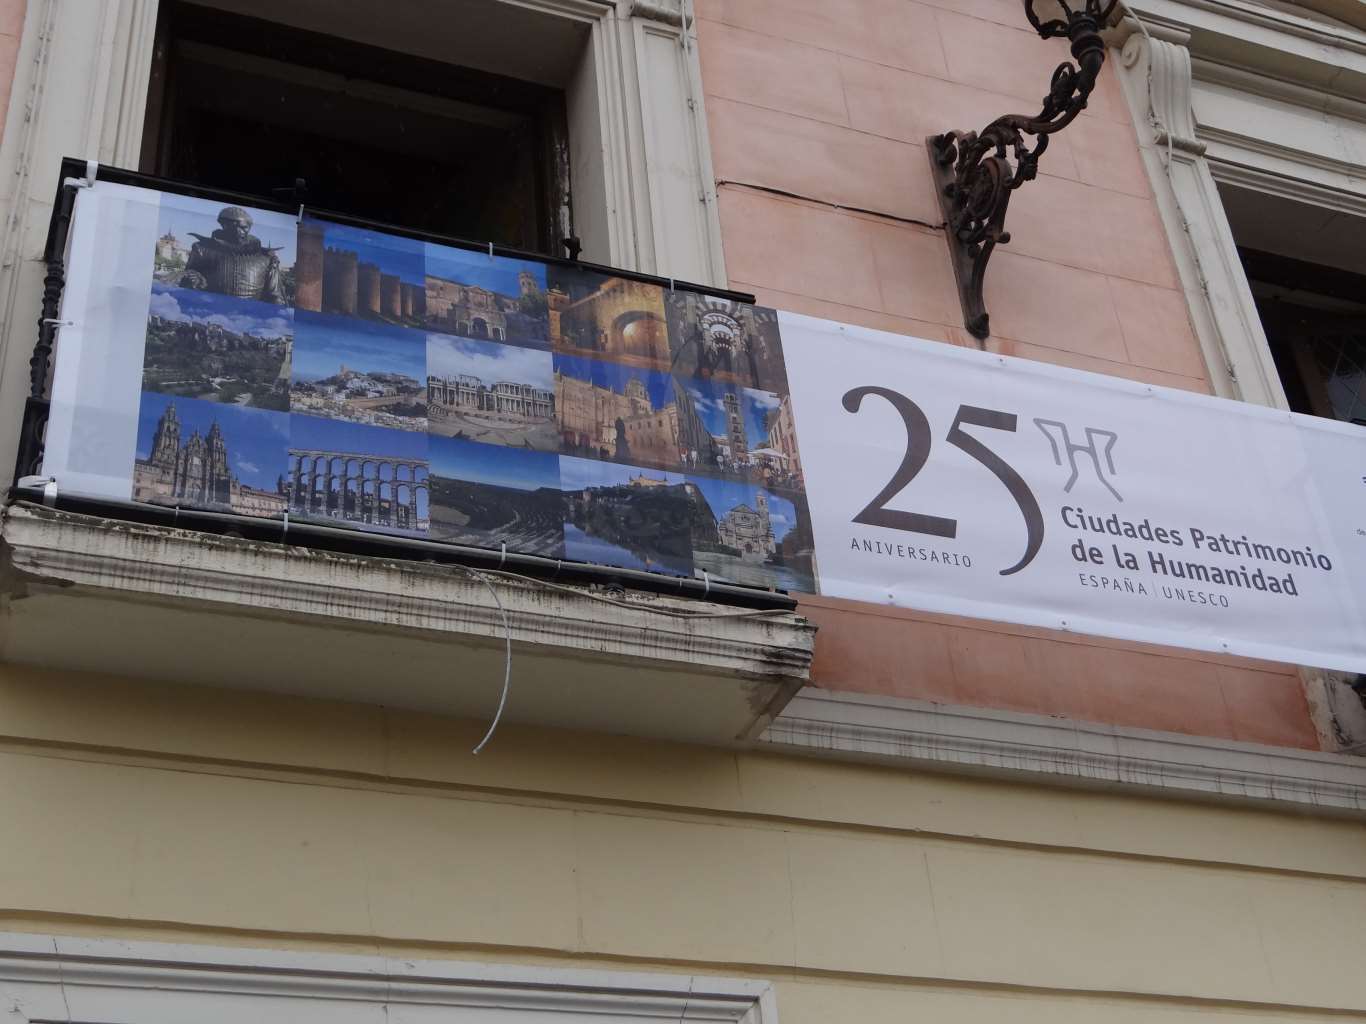 25
ANIVERSARIO
Ciudades Patrimonio
de la Humanidad
ESPAÑA | UNESCO